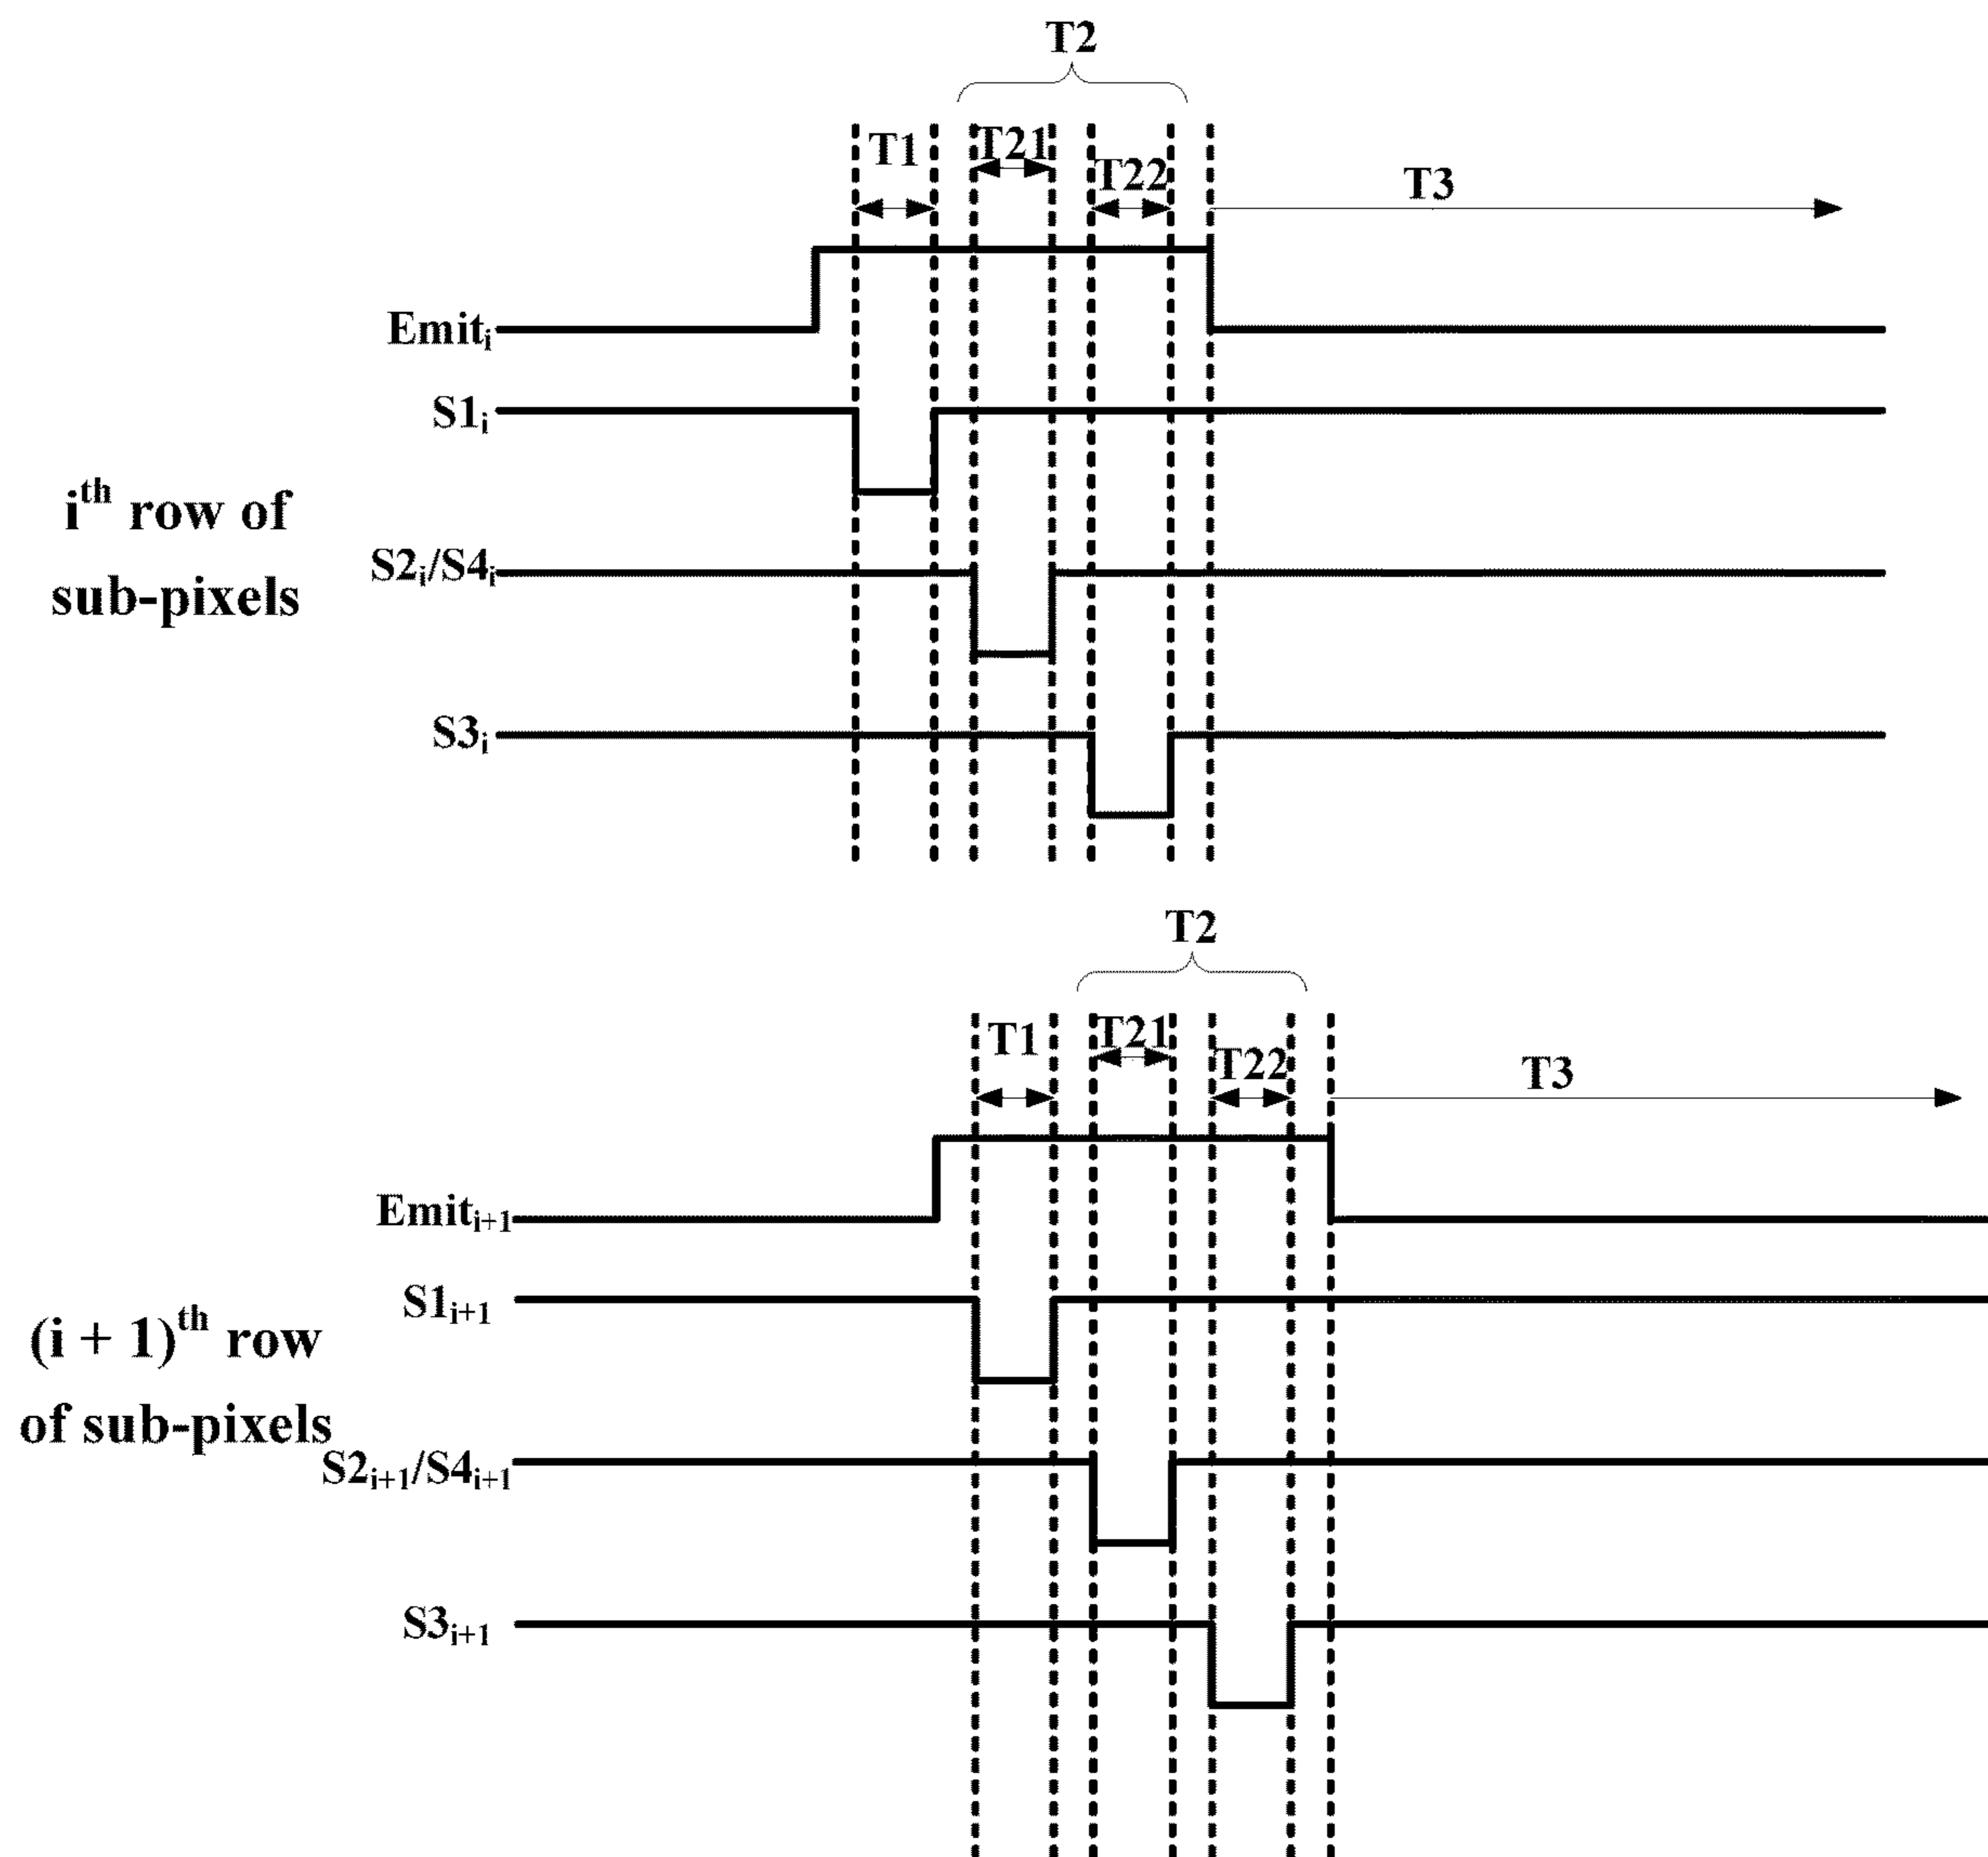 T2
T1
T21
T22
T3
Emitᵢ
S1ᵢ
iᵗʰ row of
sub-pixels
S2ᵢ/S4ᵢ
S3ᵢ
T2
T1
T21
T22
T3
Emitᵢ₊₁
S1ᵢ₊₁
(i + 1)ᵗʰ row
of sub-pixels
S2ᵢ₊₁/S4ᵢ₊₁
S3ᵢ₊₁